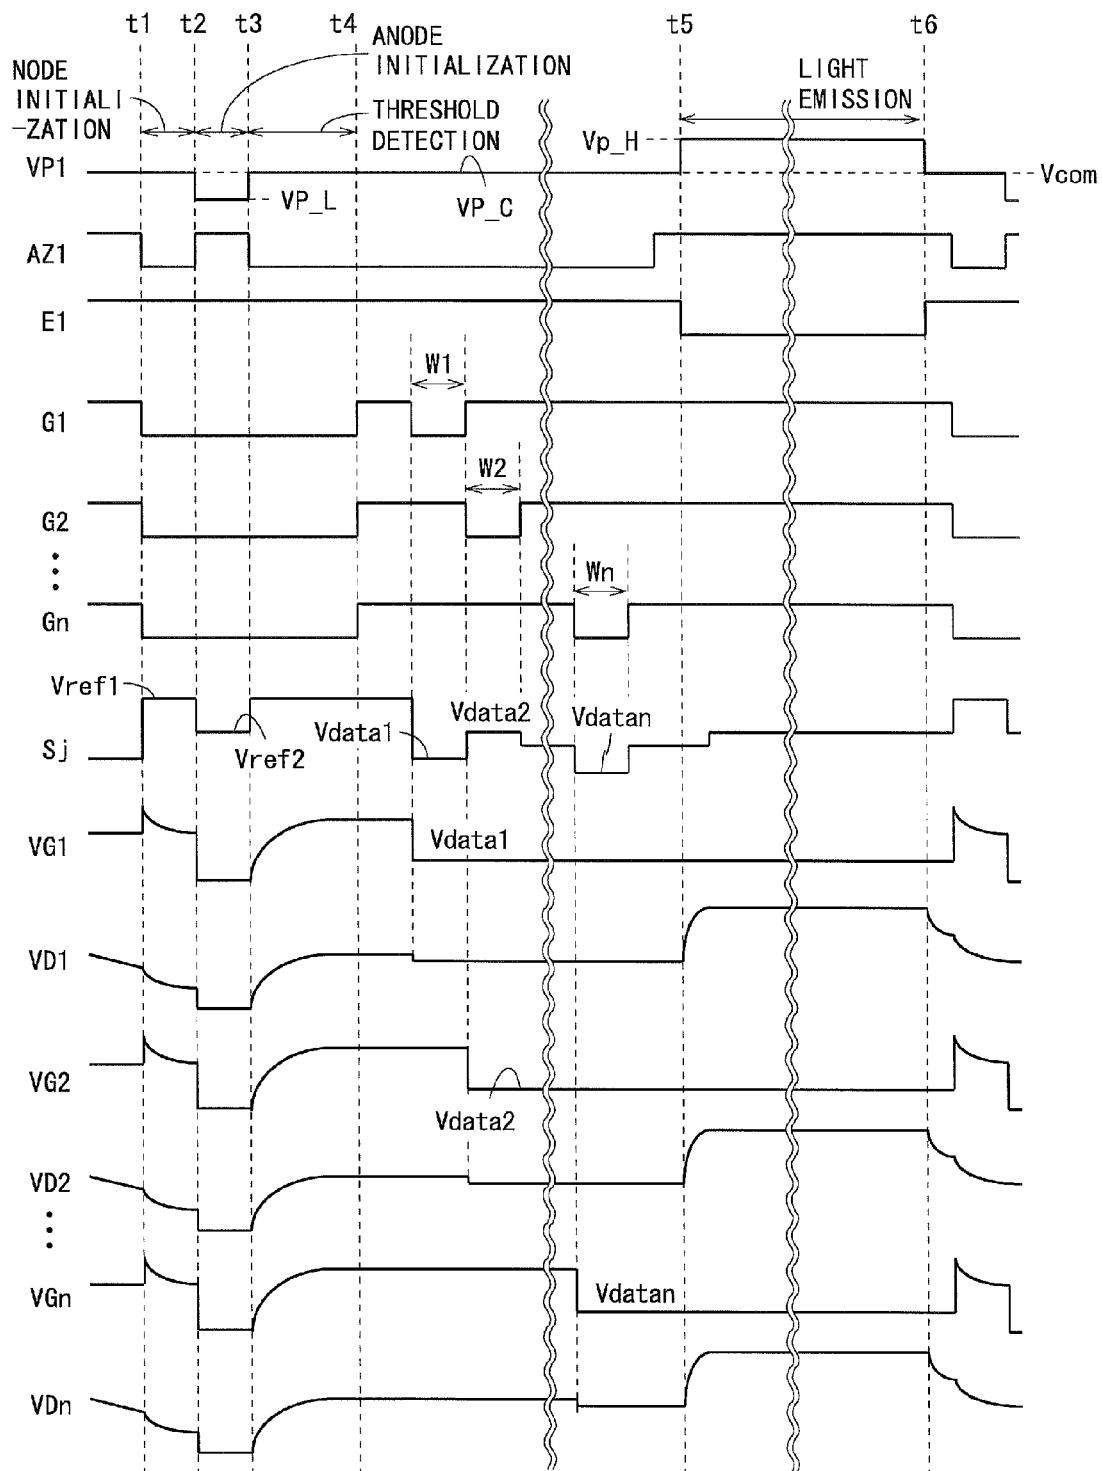 t1 t2 t3 t4 t5 t6
ANODE
INITIALIZATION
NODE
INITIALI
-ZATION
THRESHOLD
DETECTION
LIGHT
EMISSION
Vp_H
VP1
Vcom
VP_L
VP_C
AZ1
E1
W1
G1
W2
G2
Wn
Gn
Vref1
Vdata2
Vdatan
Vdata1
Sj
Vref2
VG1
Vdata1
VD1
VG2
Vdata2
VD2
VGn
Vdatan
VDn